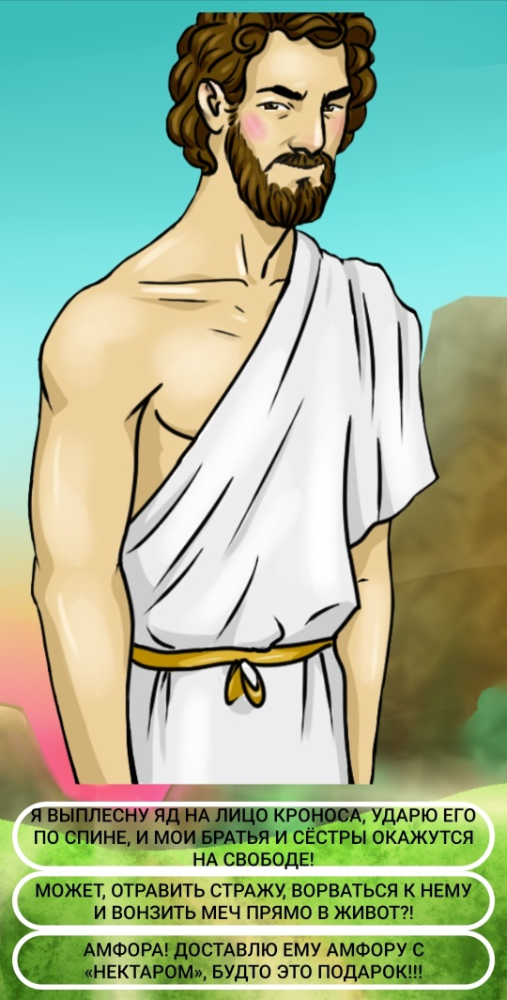 Я ВЫПЛЕСНУ ЯД НА ЛИЦО КРОНОСА, УДАРЮ ЕГО
ПО СПИНЕ, И МОИ БРАТЬЯ И СЁСТРЫ ОКАЖУТСЯ
НА СВОБОДЕ!
МОЖЕТ, ОТРАВИТЬ СТРАЖУ, ВОРВАТЬСЯ К НЕМУ
И ВОНЗИТЬ МЕЧ ПРЯМО В ЖИВОТ?!
АМФОРА! ДОСТАВЛЮ ЕМУ АМФОРУ С
«НЕКТАРОМ», БУДТО ЭТО ПОДАРОК!!!